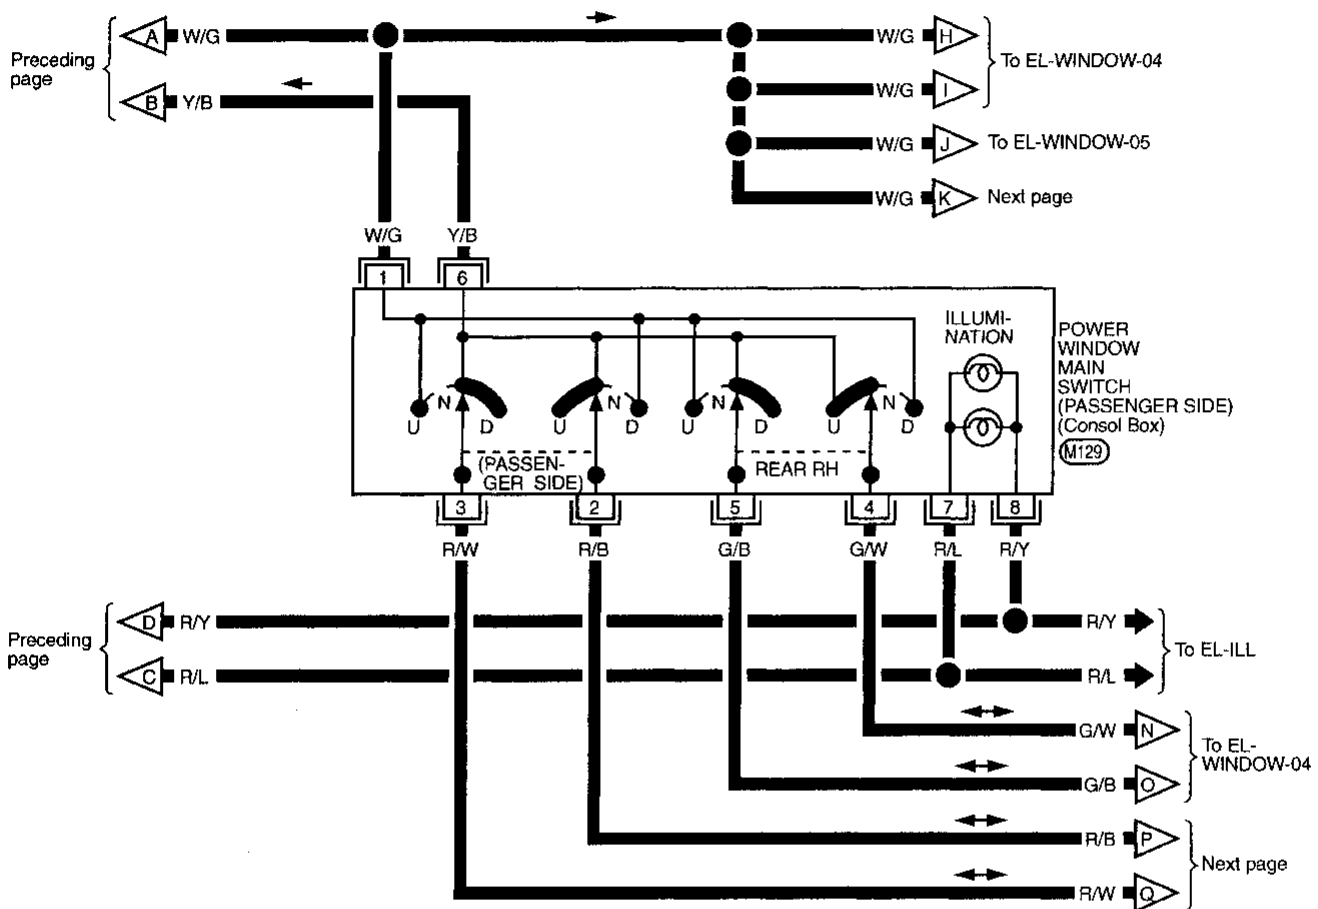 Preceding
page
A W/G
W/G H
To EL-WINDOW-04
B Y/B
W/G I
W/G J To EL-WINDOW-05
W/G K Next page
W/G Y/B
1 6
ILLUMI-
NATION
POWER
WINDOW
MAIN
SWITCH
(PASSENGER SIDE)
(Consol Box)
M129
N N N N
U D U D U D U D
(PASSEN-
GER SIDE)
REAR RH
3 2 5 4 7 8
R/W R/B G/B G/W R/L R/Y
Preceding
page
D R/Y
R/Y
C R/L
R/L
To EL-ILL
G/W N
G/B O
To EL-
WINDOW-04
R/B P
R/W Q
Next page